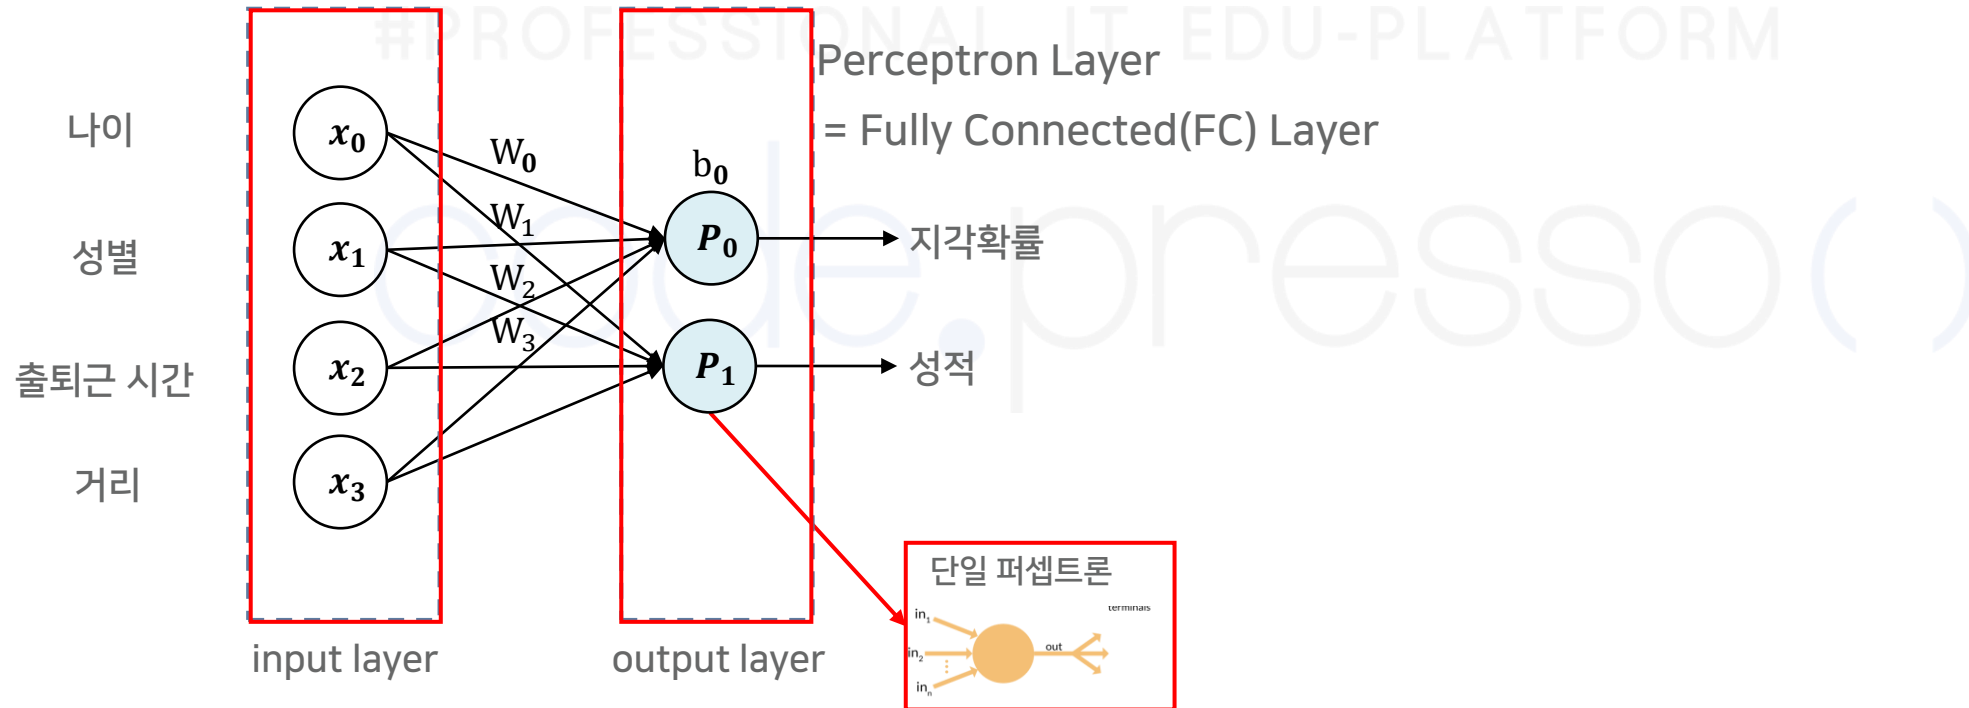 #PROFESSIONAL IT EDU-PLATFORM
Perceptron Layer
= Fully Connected(FC) Layer
code.presso()
나이
성별
출퇴근 시간
거리
x0
x1
x2
x3
W0
W1
W2
W3
b0
P0
P1
지각확률
성적
input layer
output layer
단일 퍼셉트론
terminals
in1
in2
inn
out